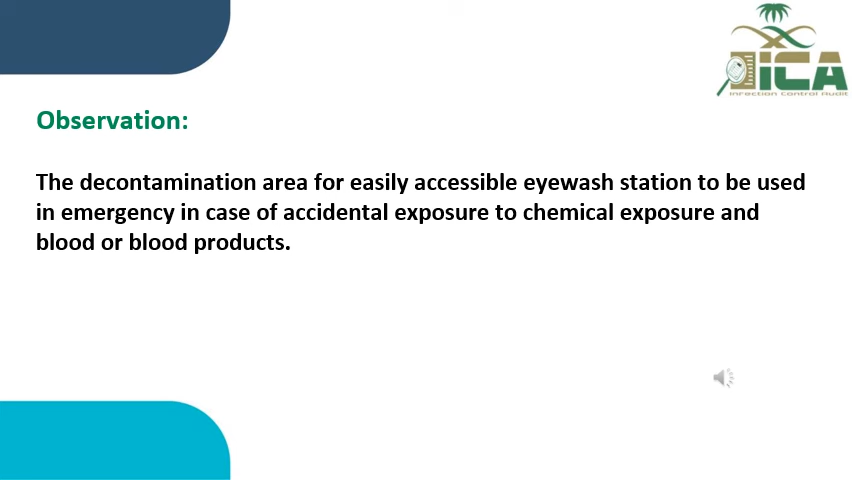 iCA
Infection Control Audit
Observation:
The decontamination area for easily accessible eyewash station to be used
in emergency in case of accidental exposure to chemical exposure and
blood or blood products.